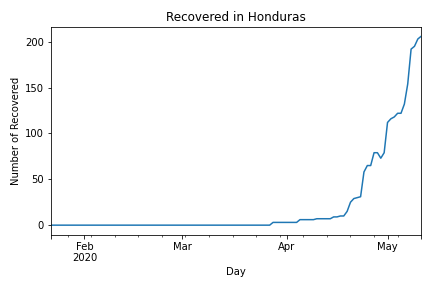 Recovered in Honduras
Number of Recovered
200
150
100
50
0
Feb
2020
Mar
Apr
May
Day